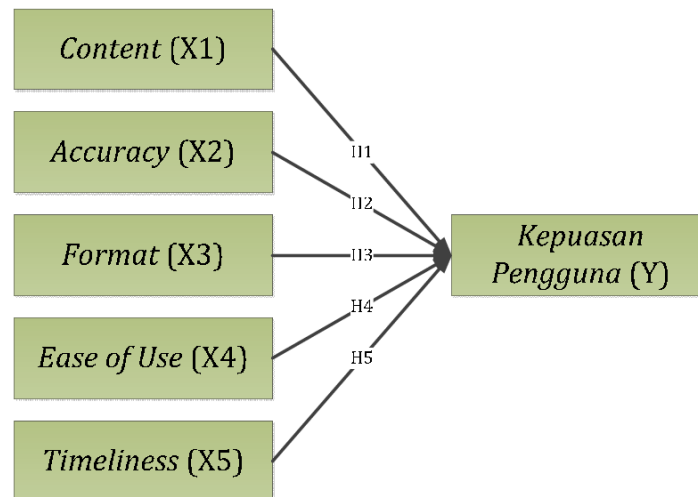 Content (X1)
H1
Accuracy (X2)
H2
Format (X3)
H3
Kepuasan
Pengguna (Y)
H4
Ease of Use (X4)
H5
Timeliness (X5)